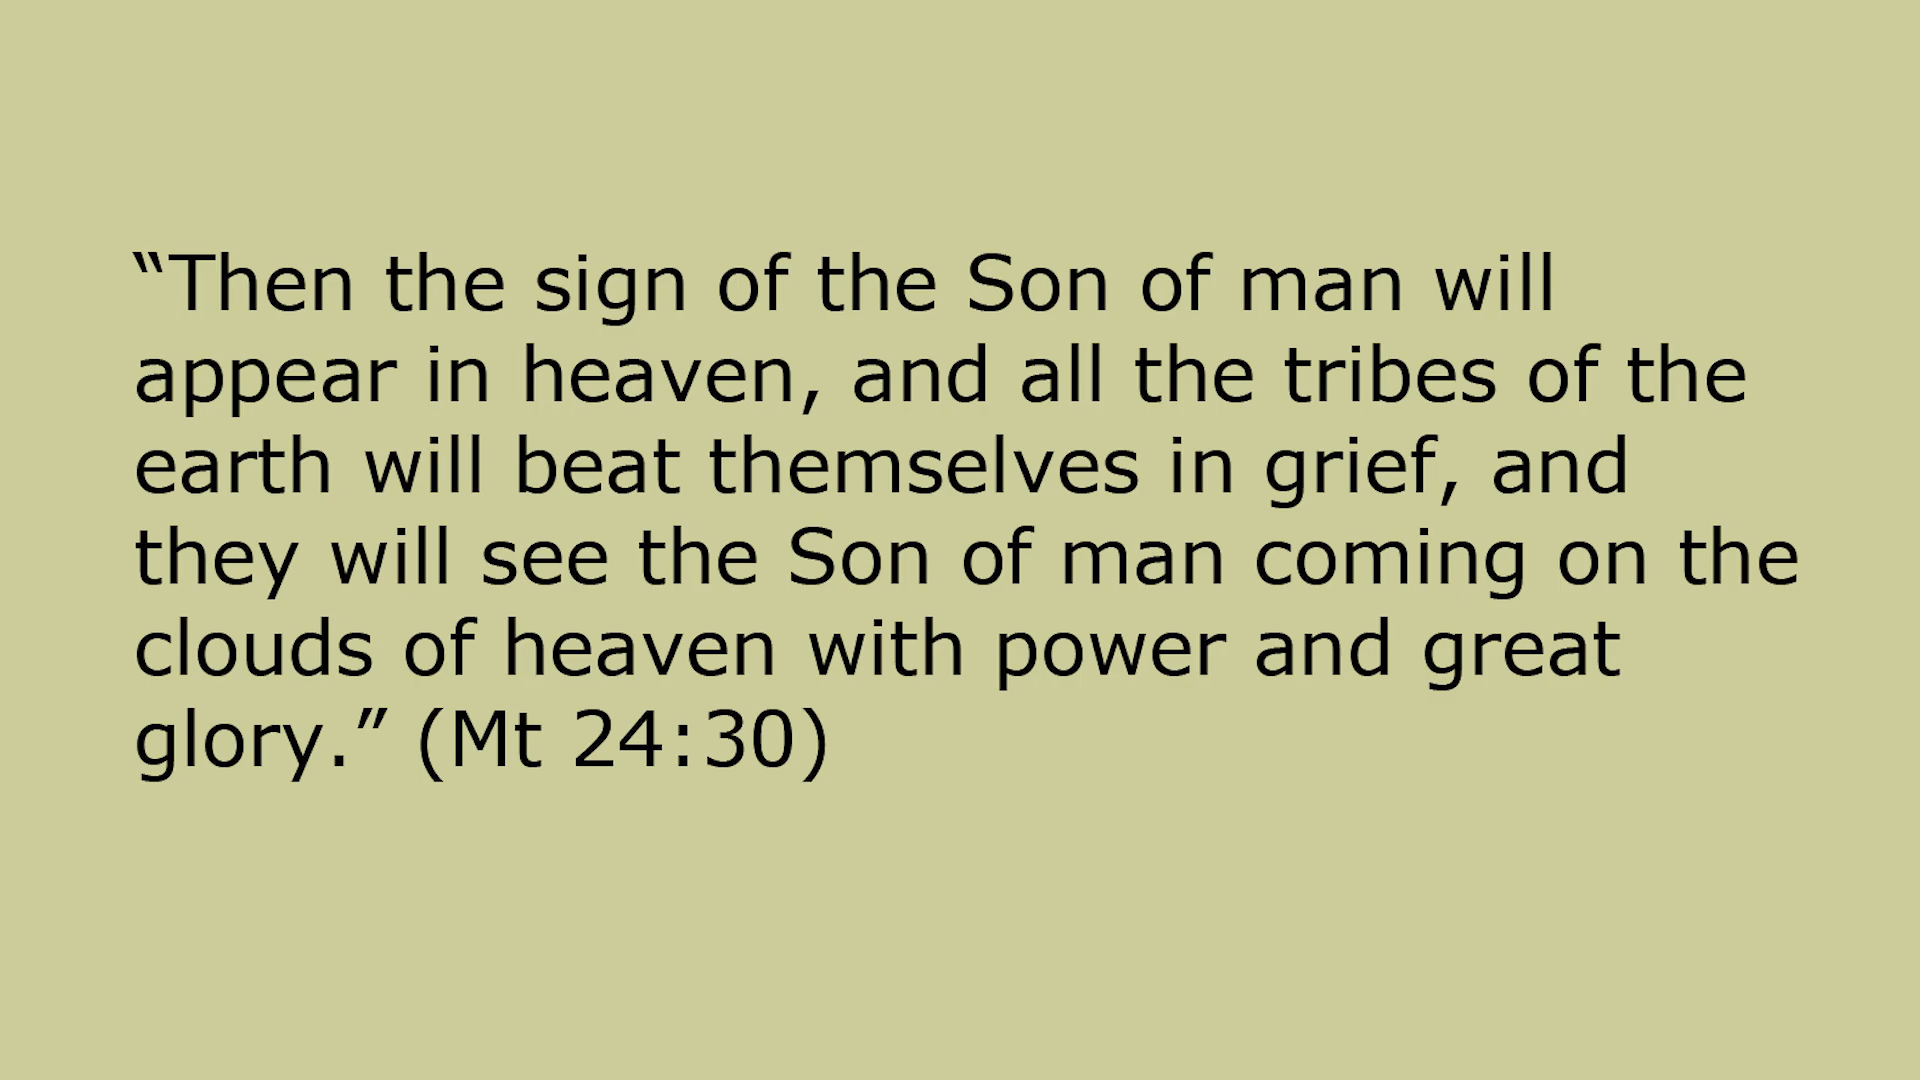 “Then the sign of the Son of man will
appear in heaven, and all the tribes of the
earth will beat themselves in grief, and
they will see the Son of man coming on the
clouds of heaven with power and great
glory.” (Mt 24:30)